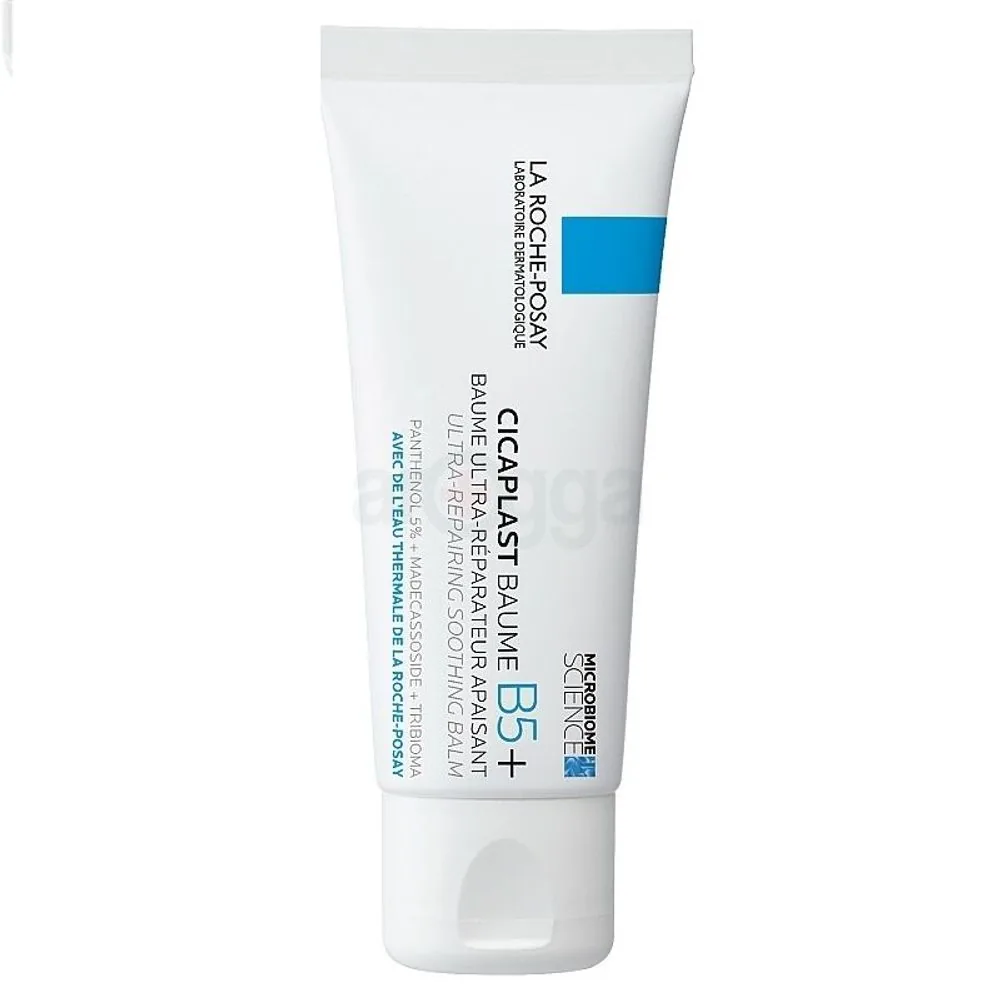 LA ROCHE-POSAY
LABORATOIRE DERMATOLOGIQUE
CICAPLAST BAUME B5+
BAUME ULTRA-RÉPARATEUR APAISANT
ULTRA-REPAIRING SOOTHING BALM
PANTHENOL 5% + MADECASSOSIDE + TRIBIOMA
AVEC DE L'EAU THERMALE DE LA ROCHE-POSAY
MICROBIOME
SCIENCE
arogga